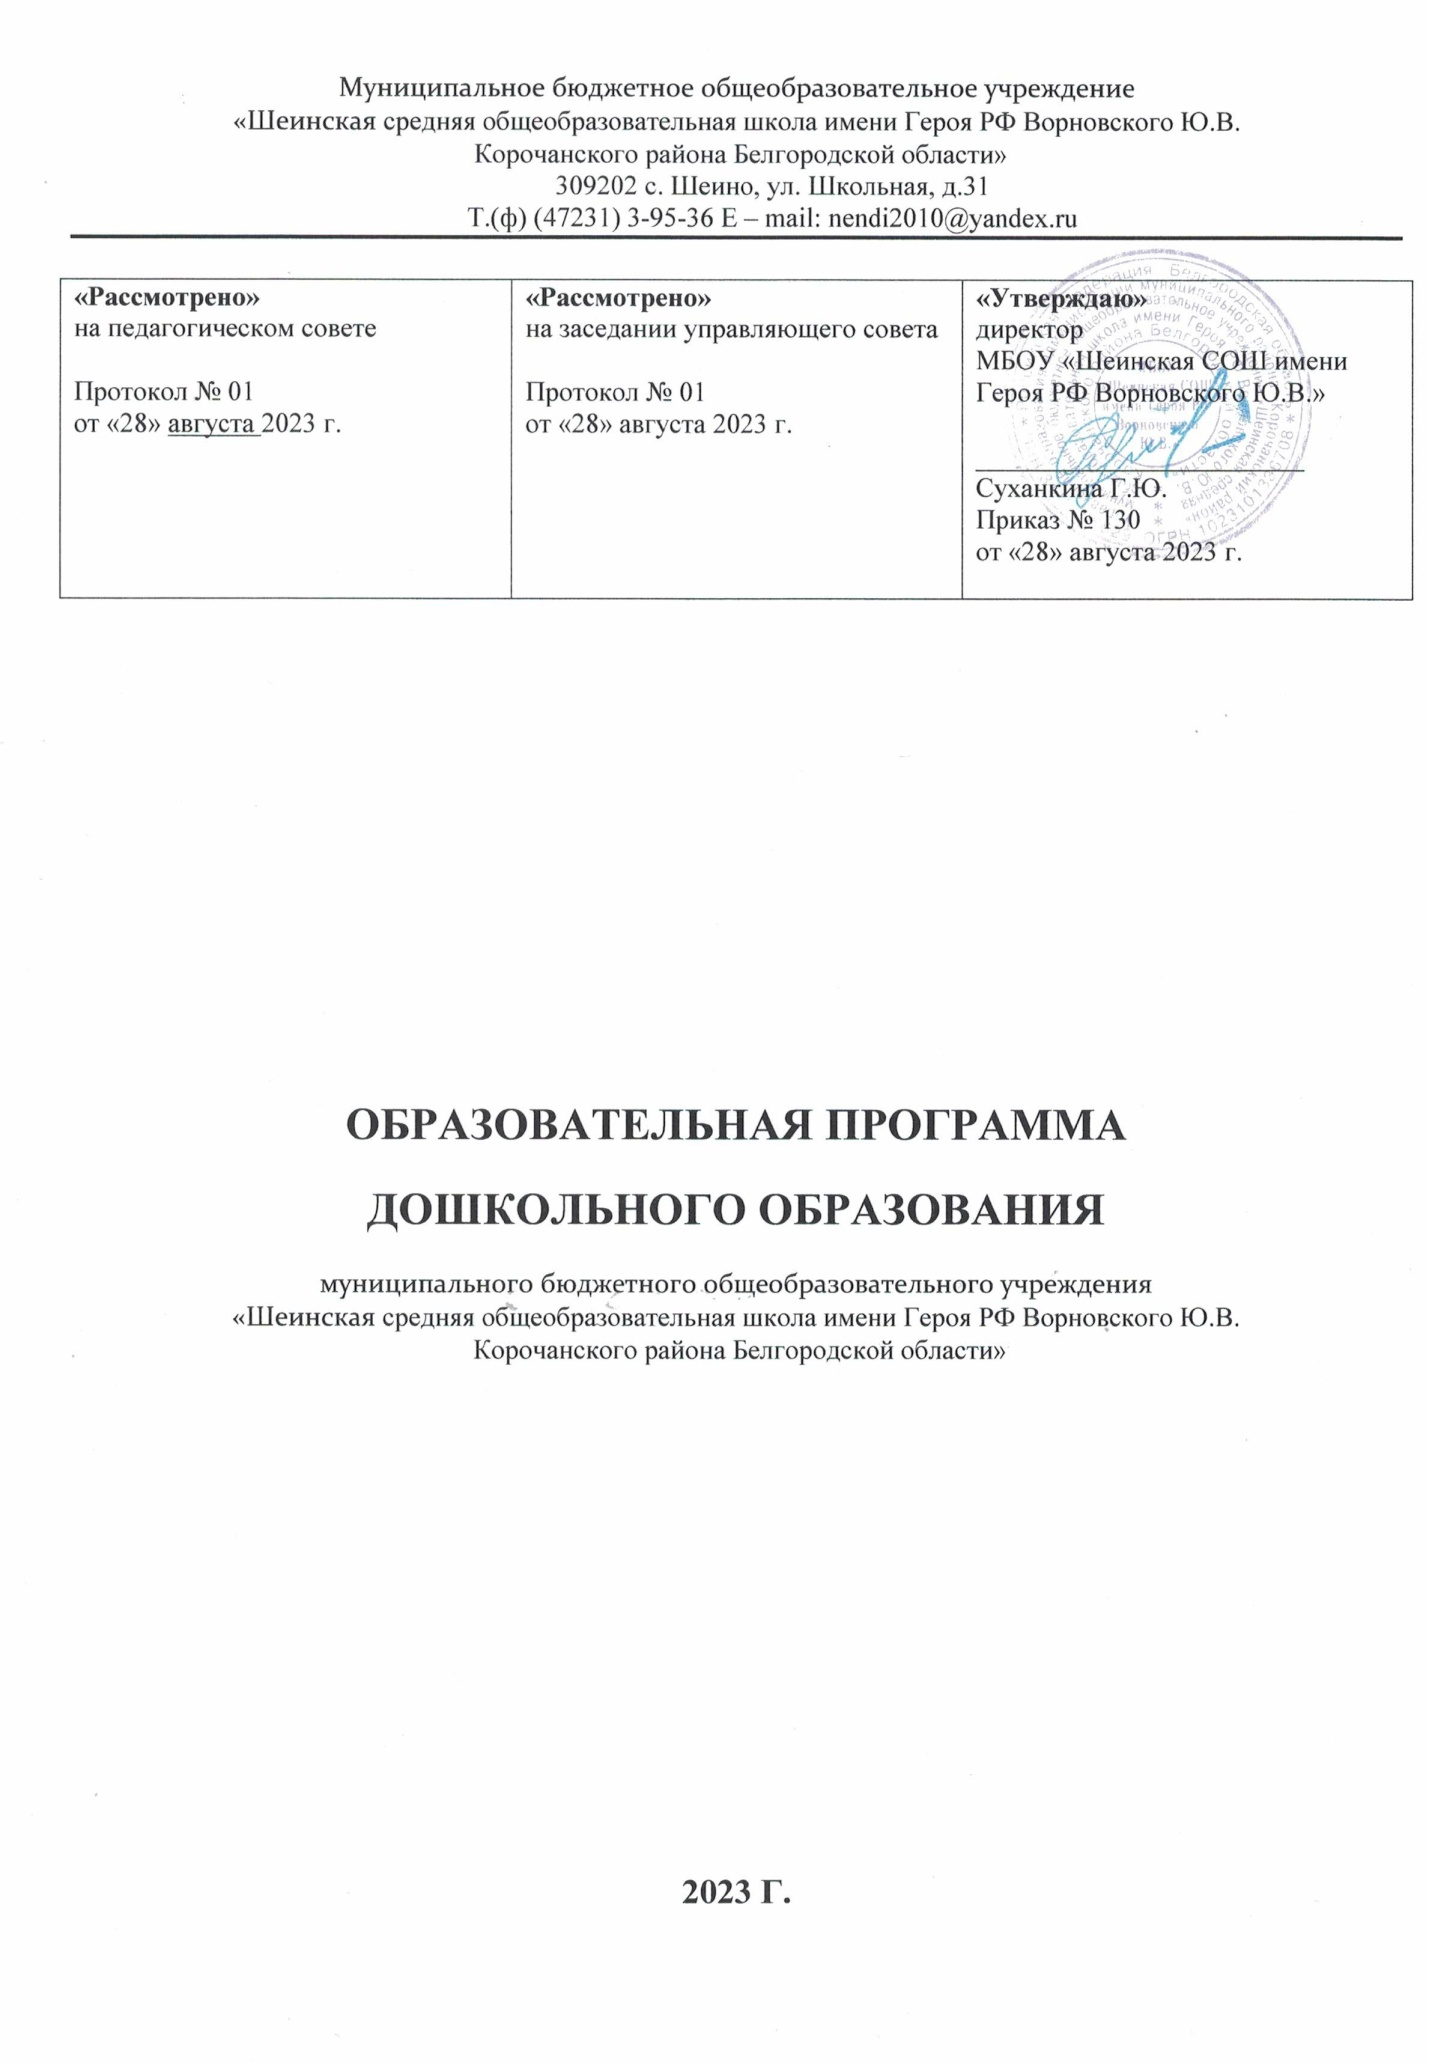 Муниципальное бюджетное общеобразовательное учреждение
«Шеинская средняя общеобразовательная школа имени Героя РФ Ворновского Ю.В.
Корочанского района Белгородской области»
309202 с. Шеино, ул. Школьная, д.31
Т.(ф) (47231) 3-95-36 E – mail: nendi2010@yandex.ru
«Рассмотрено»
на педагогическом совете
Протокол № 01
от «28» августа 2023 г.
«Рассмотрено»
на заседании управляющего совета
Протокол № 01
от «28» августа 2023 г.
«Утверждаю»
директор
МБОУ «Шеинская СОШ имени
Героя РФ Ворновского Ю.В.»
Суханкина Г.Ю.
Приказ № 130
от «28» августа 2023 г.
ОБРАЗОВАТЕЛЬНАЯ ПРОГРАММА
ДОШКОЛЬНОГО ОБРАЗОВАНИЯ
муниципального бюджетного общеобразовательного учреждения
«Шеинская средняя общеобразовательная школа имени Героя РФ Ворновского Ю.В.
Корочанского района Белгородской области»
2023 Г.